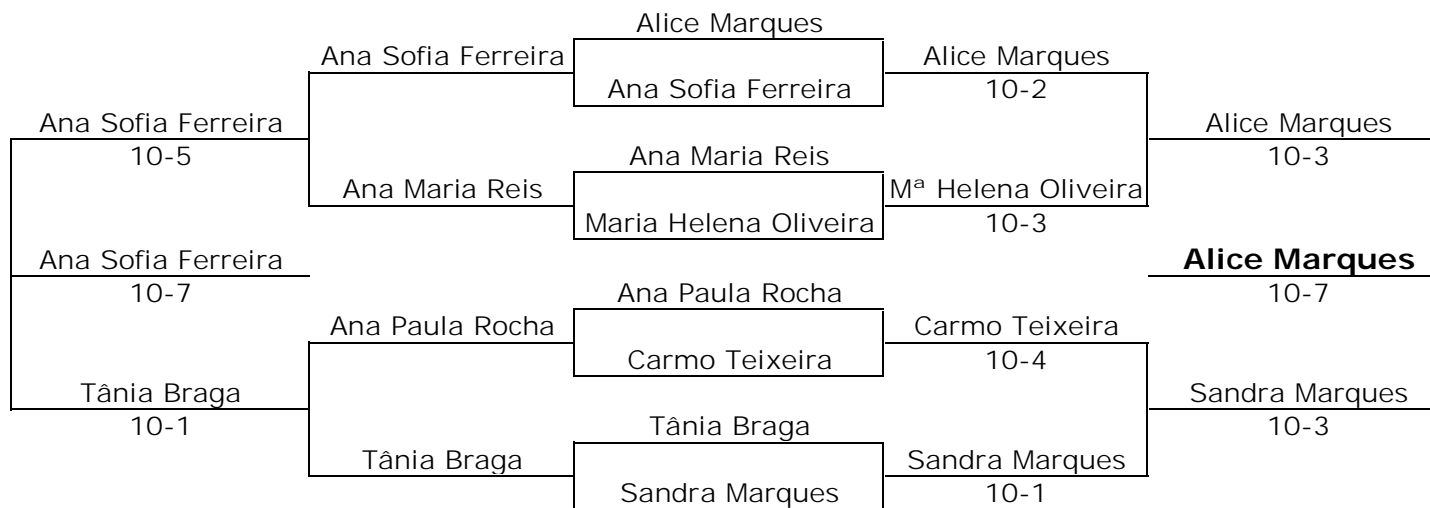 Alice Marques
Ana Sofia Ferreira Alice Marques
Ana Sofia Ferreira 10-2
Ana Sofia Ferreira Alice Marques
10-5 Ana Maria Reis 10-3
Ana Maria Reis Mª Helena Oliveira
Maria Helena Oliveira 10-3
Ana Sofia Ferreira Alice Marques
10-7 Ana Paula Rocha 10-7
Ana Paula Rocha Carmo Teixeira
Carmo Teixeira 10-4
Tânia Braga Sandra Marques
10-1 Tânia Braga 10-3
Tânia Braga Sandra Marques
Sandra Marques 10-1